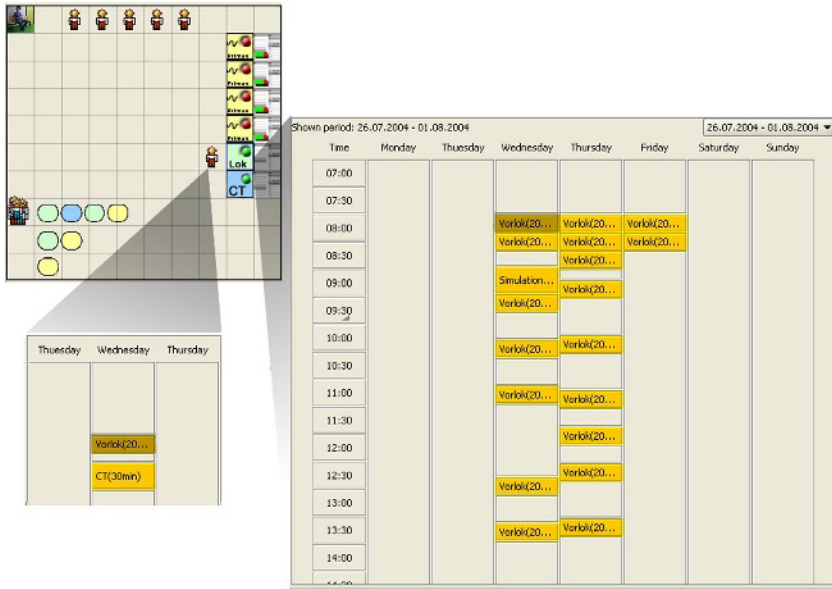 Lok
CT
Shown period: 26.07.2004 - 01.08.2004
26.07.2004 - 01.08.2004
Time Monday Thuesday Wednesday Thursday Friday Saturday Sunday
07:00
07:30
08:00 Vorlok(20... Vorlok(20... Vorlok(20...
Vorlok(20... Vorlok(20... Vorlok(20...
08:30 Vorlok(20...
09:00 Simulation... Vorlok(20...
09:30 Vorlok(20...
10:00 Vorlok(20... Vorlok(20...
10:30
11:00 Vorlok(20... Vorlok(20...
11:30 Vorlok(20...
12:00
12:30 Vorlok(20... Vorlok(20...
13:00
13:30 Vorlok(20... Vorlok(20...
14:00
Thuesday Wednesday Thursday
Vorlok(20...
CT(30min)